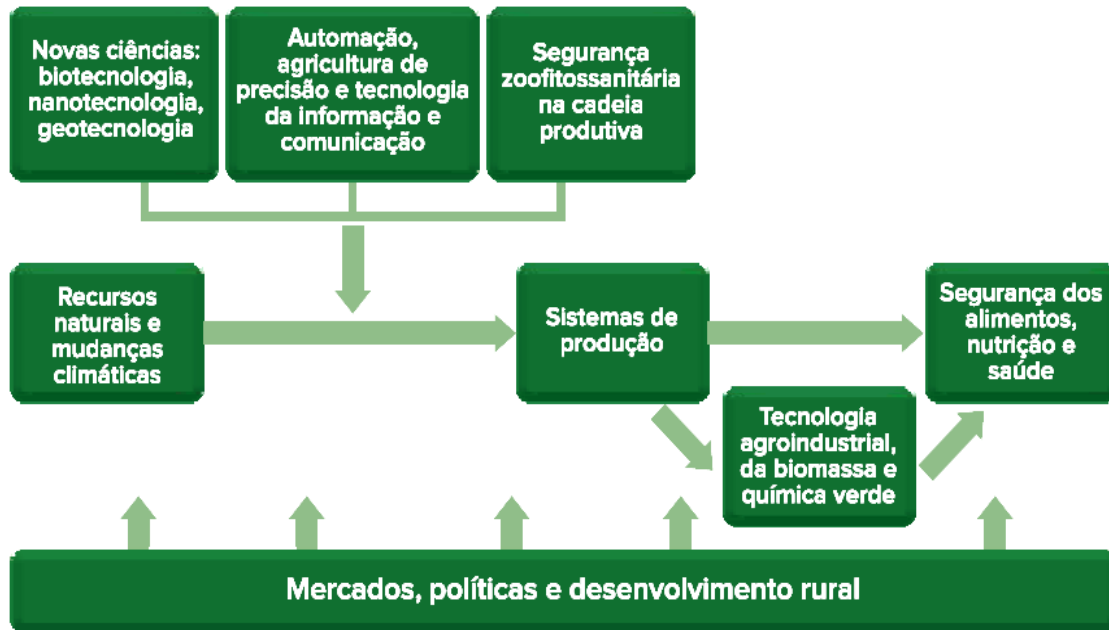 Novas ciências:
biotecnologia,
nanotecnologia,
geotecnologia
Automação,
agricultura de
precisão e tecnologia
da informação e
comunicação
Segurança
zoofitossanitária
na cadeia
produtiva
Recursos
naturais e
mudanças
climáticas
Sistemas de
produção
Segurança dos
alimentos,
nutrição e
saúde
Tecnologia
agroindustrial,
da biomassa e
química verde
Mercados, políticas e desenvolvimento rural